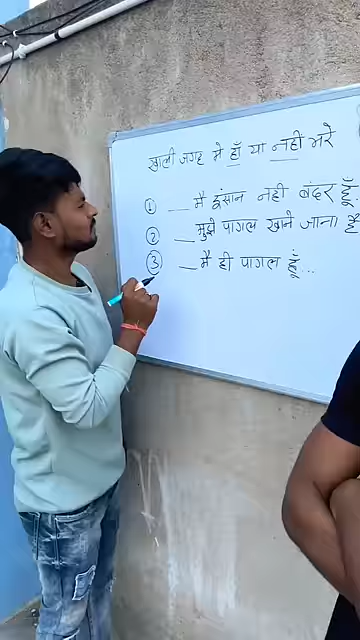 खाली जगह मे हाँ या नहीं भरे
① __ मै इंसान नही बंदर हूँ.
② __ मुझे पागल खाने जाना है
③ __ मै ही पागल हूं...